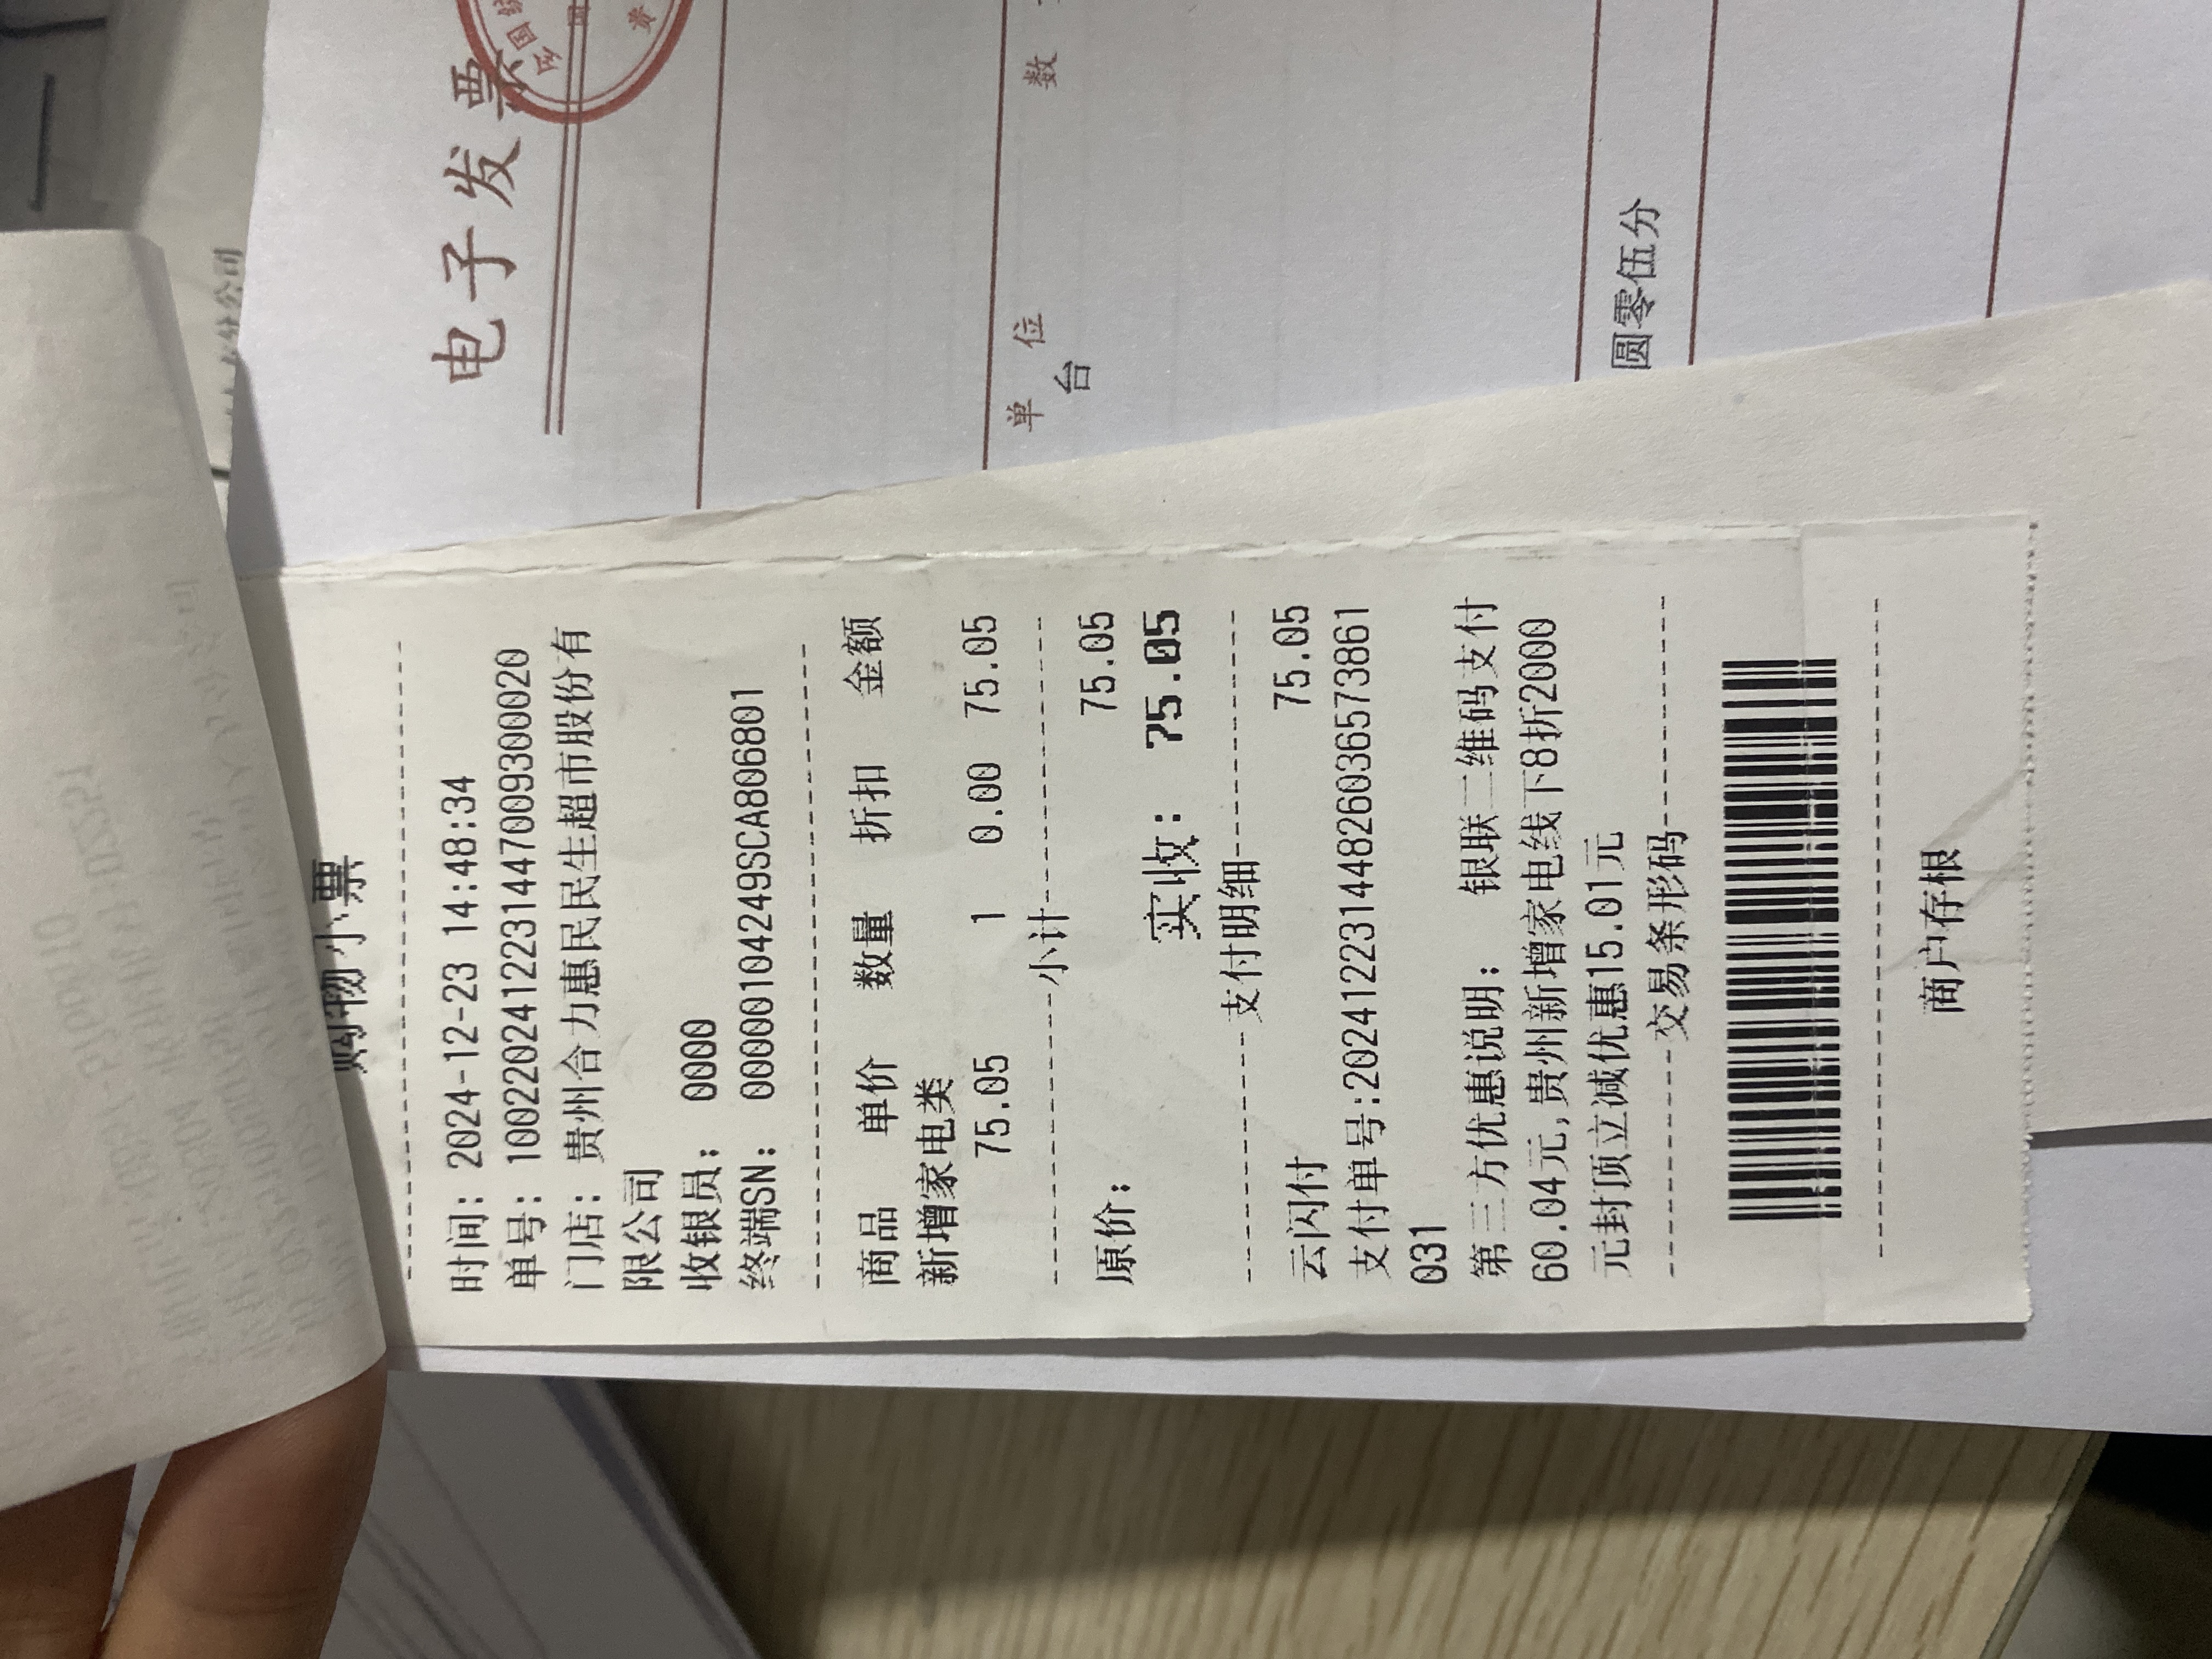 购物小票
时间: 2024-12-23 14:48:34
单号: 10022024122314470093000020
门店: 贵州合力惠民民生超市股份有
限公司
收银员: 0000
终端SN: 00000104249SCA806801
商品 单价 数量 折扣 金额
新增家电类
75.05 1 0.00 75.05
小计
原价: 75.05
实收: 75.05
支付明细
云闪付 75.05
支付单号:20241223144826036573861
031
第三方优惠说明: 银联二维码支付
60.04元,贵州新增家电线下8折2000
元封顶立减优惠15.01元
交易条形码
商户存根
电子发票
单位
数
台
圆零伍分
分公司